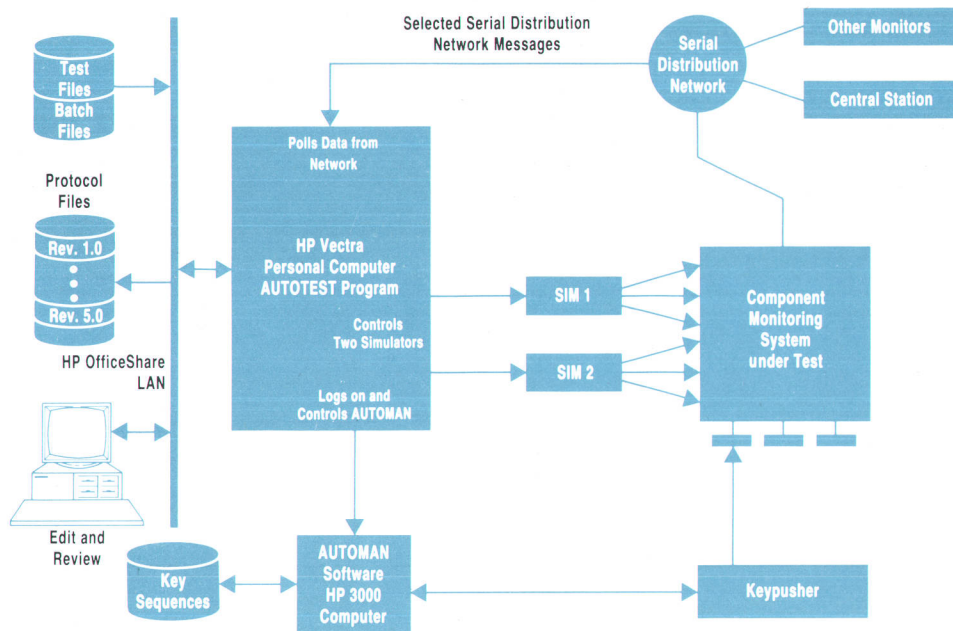 Selected Serial Distribution
Network Messages
Serial
Distribution
Network
Other Monitors
Central Station
Test
Files
Batch
Files
Polls Data from
Network
Protocol
Files
Rev. 1.0
Rev. 5.0
HP Vectra
Personal Computer
AUTOTEST Program
Controls
Two Simulators
Logs on and
Controls AUTOMAN
SIM 1
SIM 2
Component
Monitoring
System
under Test
HP OfficeShare
LAN
Edit and
Review
Key
Sequences
AUTOMAN
Software
HP 3000
Computer
Keypusher